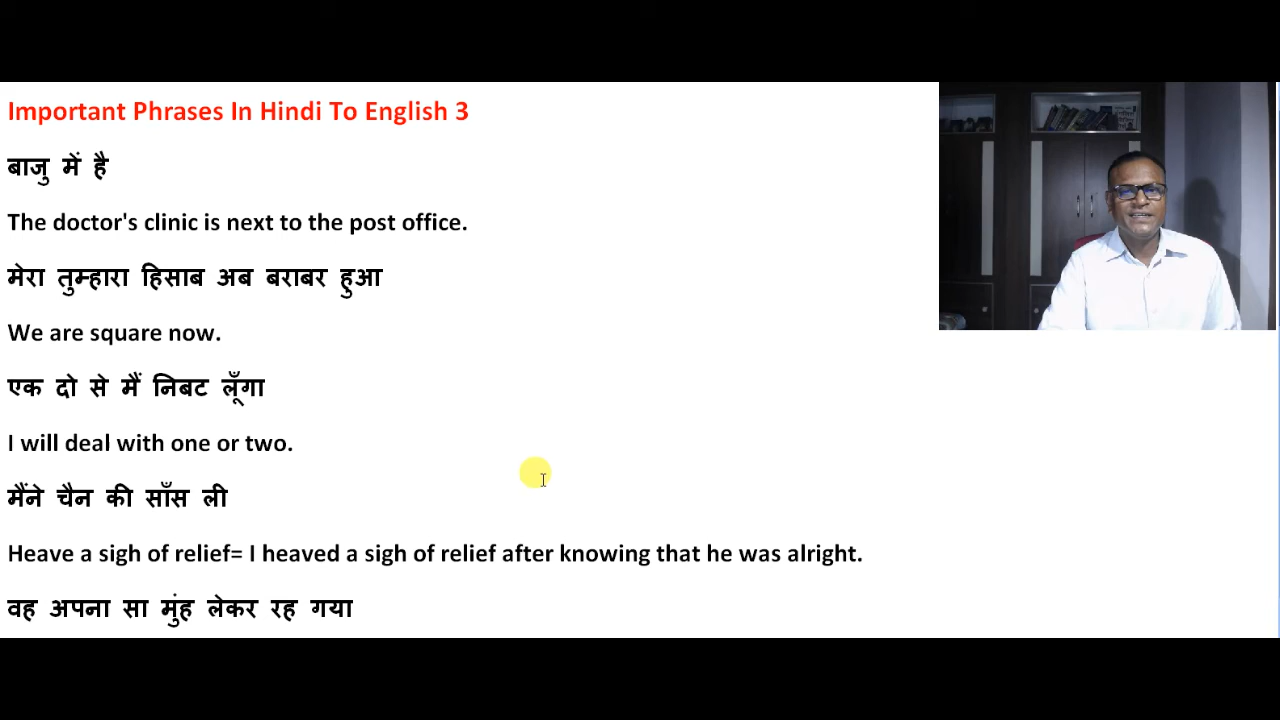 Important Phrases In Hindi To English 3
बाजु में है
The doctor's clinic is next to the post office.
मेरा तुम्हारा हिसाब अब बराबर हुआ
We are square now.
एक दो से मैं निबट लूँगा
I will deal with one or two.
मैंने चैन की साँस ली
Heave a sigh of relief= I heaved a sigh of relief after knowing that he was alright.
वह अपना सा मुंह लेकर रह गया